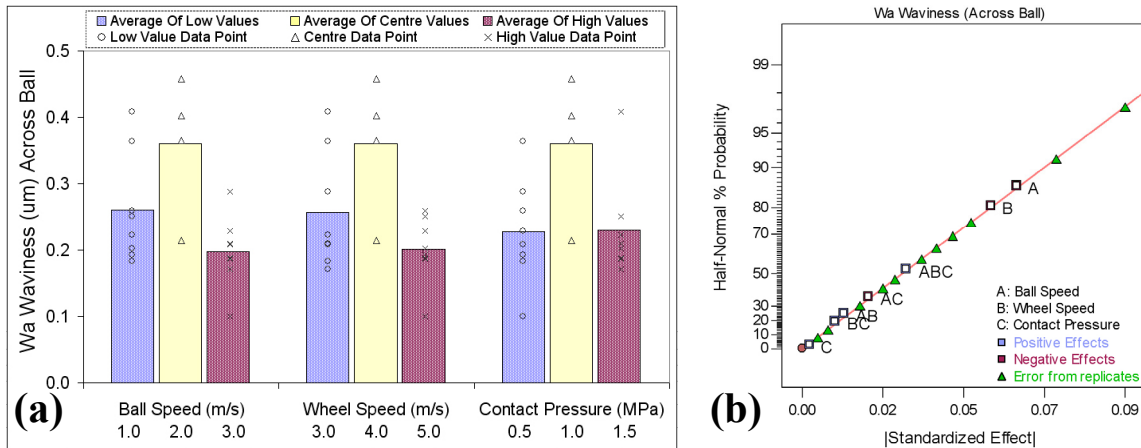 Average Of Low Values Average Of Centre Values Average Of High Values
Low Value Data Point Centre Data Point High Value Data Point
Wa Waviness (um) Across Ball
0.5
0.4
0.3
0.2
0.1
0.0
Ball Speed (m/s) Wheel Speed (m/s) Contact Pressure (MPa)
1.0 2.0 3.0 3.0 4.0 5.0 0.5 1.0 1.5
(a)
Wa Waviness (Across Ball)
Half-Normal % Probability
99
95
90
80
70
50
30
20
10
0
A
B
ABC
AC
AB
BC
C
A: Ball Speed
B: Wheel Speed
C: Contact Pressure
Positive Effects
Negative Effects
Error from replicates
0.00 0.02 0.05 0.07 0.09
|Standardized Effect|
(b)